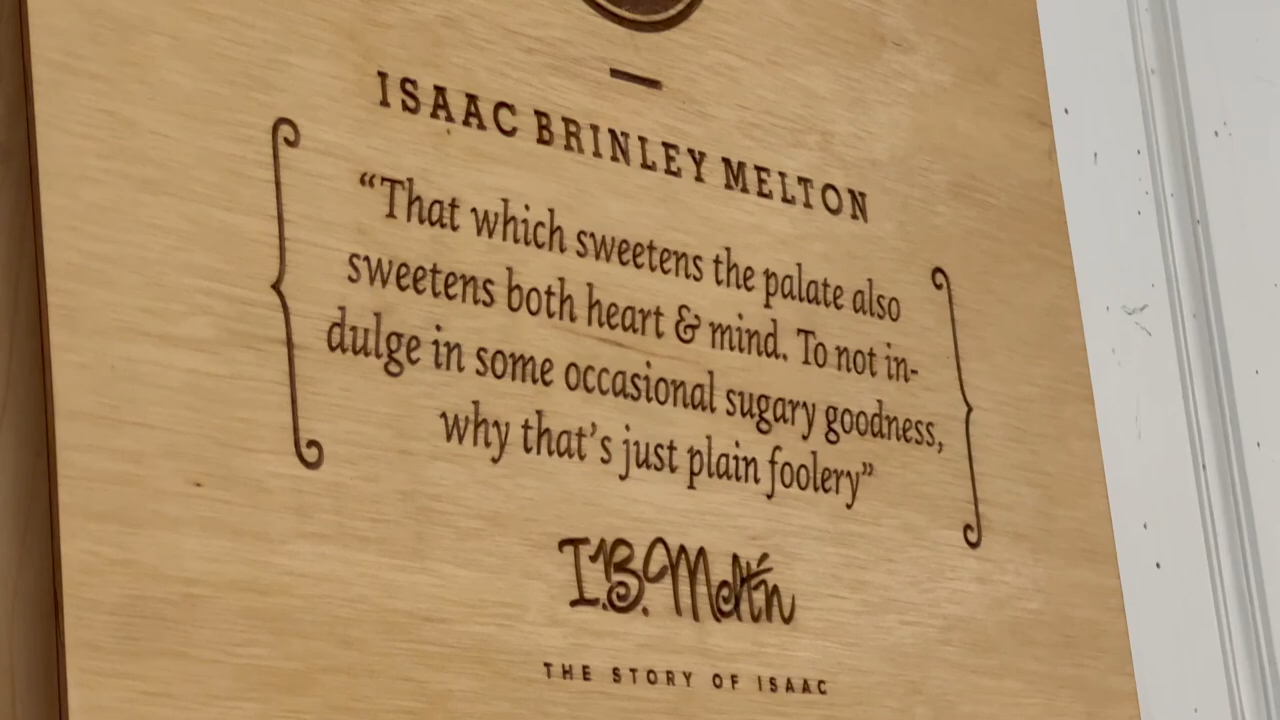 ISAAC BRINLEY MELTON
“That which sweetens the palate also
sweetens both heart & mind. To not in-
dulge in some occasional sugary goodness,
why that’s just plain foolery”
I.B. Melt'n
THE STORY OF ISAAC